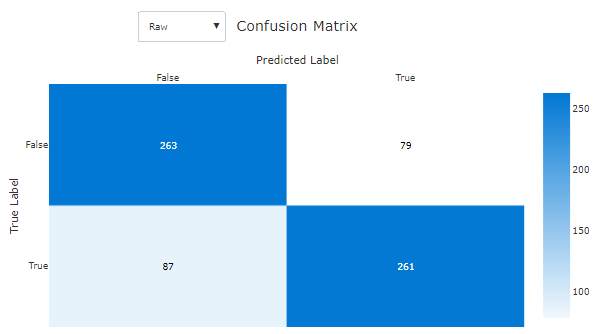 Raw ▼ Confusion Matrix
Predicted Label
False True
False 263 79 250
200
True Label
150
True 87 261
100